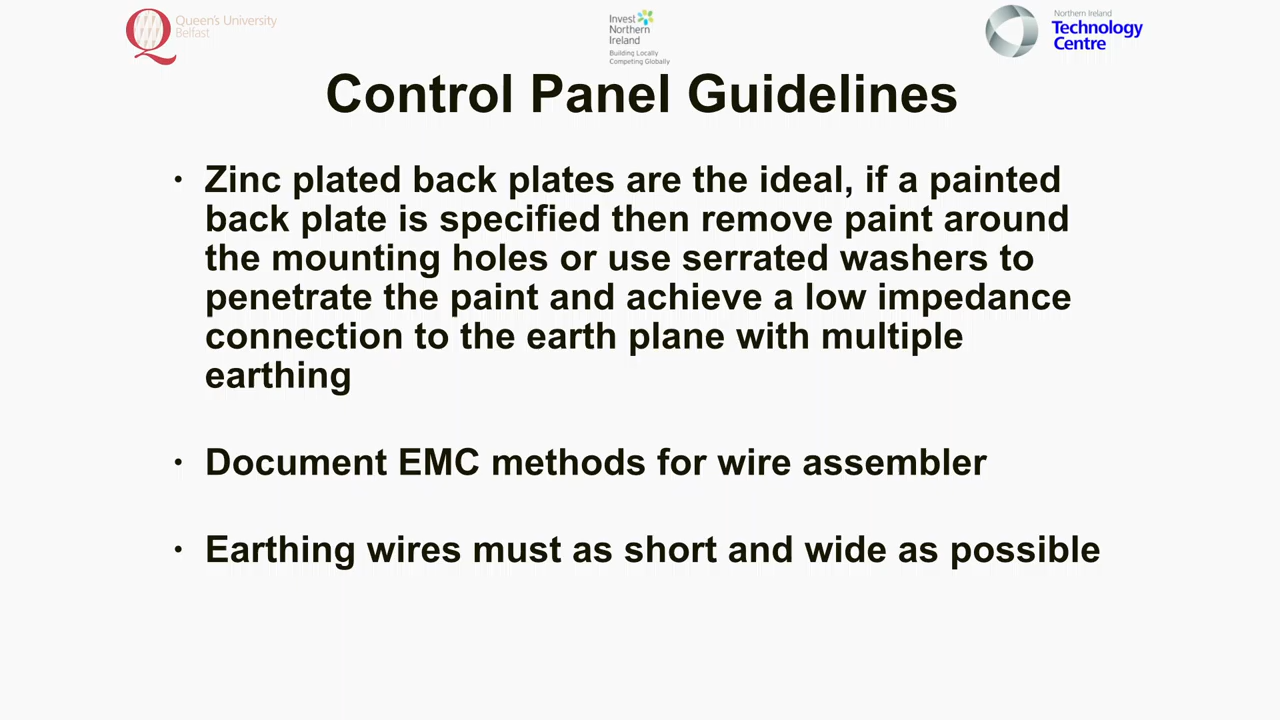 Queen's University
Belfast
Invest
Northern
Ireland
Building Locally
Competing Globally
Northern Ireland
Technology
Centre
Control Panel Guidelines
• Zinc plated back plates are the ideal, if a painted
back plate is specified then remove paint around
the mounting holes or use serrated washers to
penetrate the paint and achieve a low impedance
connection to the earth plane with multiple
earthing
• Document EMC methods for wire assembler
• Earthing wires must as short and wide as possible